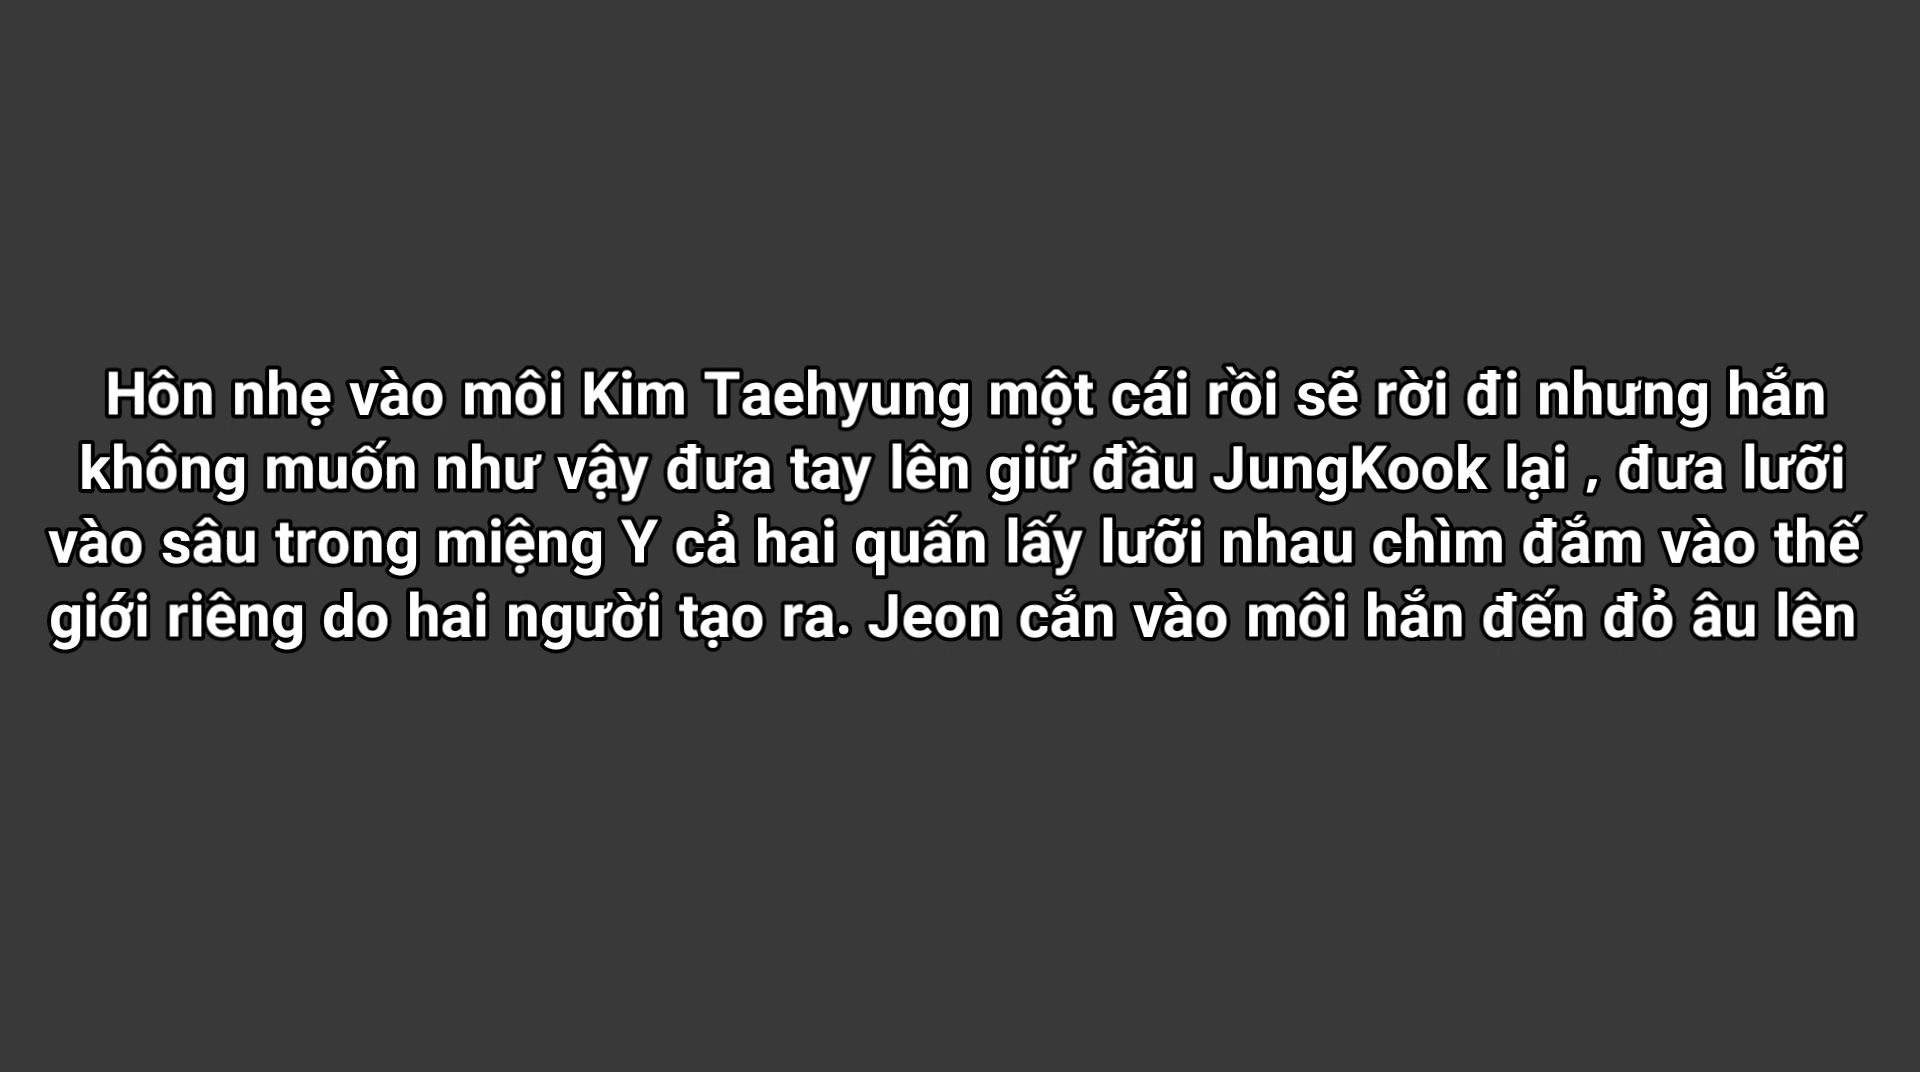 Hôn nhẹ vào môi Kim Taehyung một cái rồi sẽ rời đi nhưng hắn
không muốn như vậy đưa tay lên giữ đầu JungKook lại , đưa lưỡi
vào sâu trong miệng Y cả hai quấn lấy lưỡi nhau chìm đắm vào thế
giới riêng do hai người tạo ra. Jeon cắn vào môi hắn đến đỏ âu lên